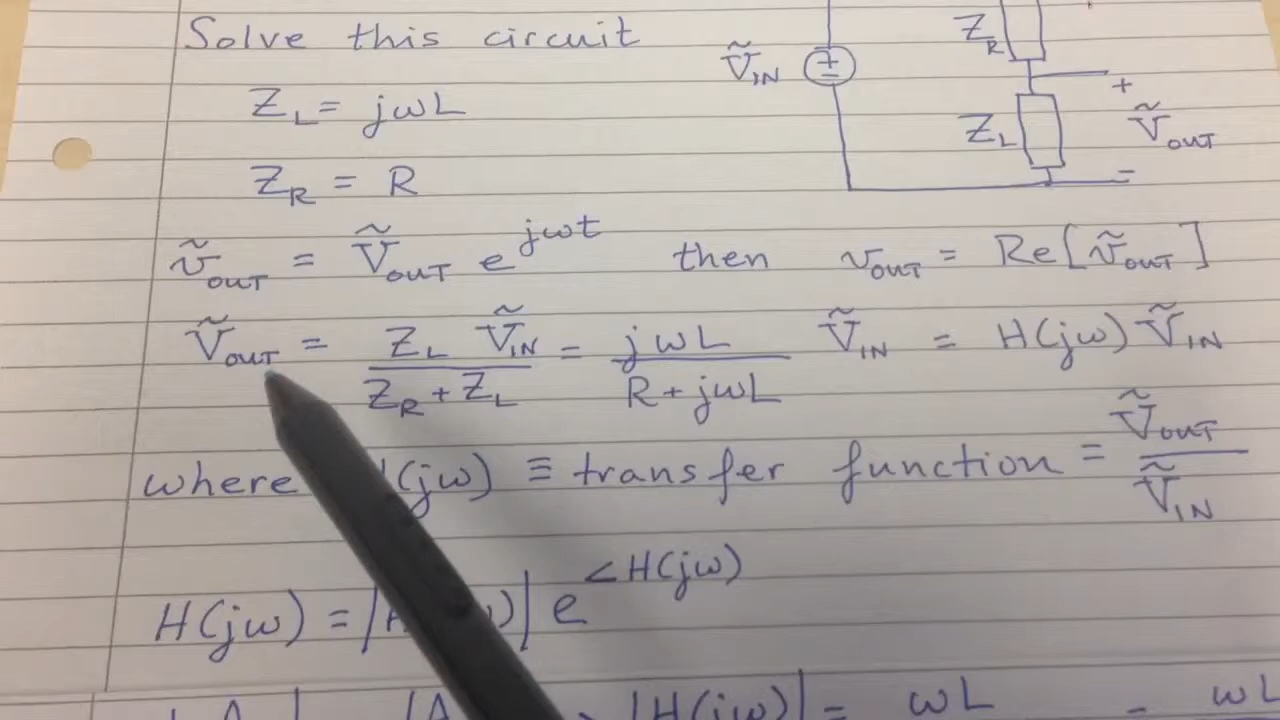 Solve this circuit
Z_L = jωL
Z_R = R
Ṽ_IN
±
Z_R
Z_L
+
Ṽ_OUT
−
ṽ_OUT = Ṽ_OUT e^{jωt} then v_OUT = Re[ṽ_OUT]
Ṽ_OUT = Z_L Ṽ_IN / (Z_R + Z_L) = jωL / (R + jωL) Ṽ_IN = H(jω) Ṽ_IN
where (jω) ≡ transfer function = Ṽ_OUT / Ṽ_IN
H(jω) = |H ω)| e^{∠H(jω)}
|H(jω)| = ωL = ωL